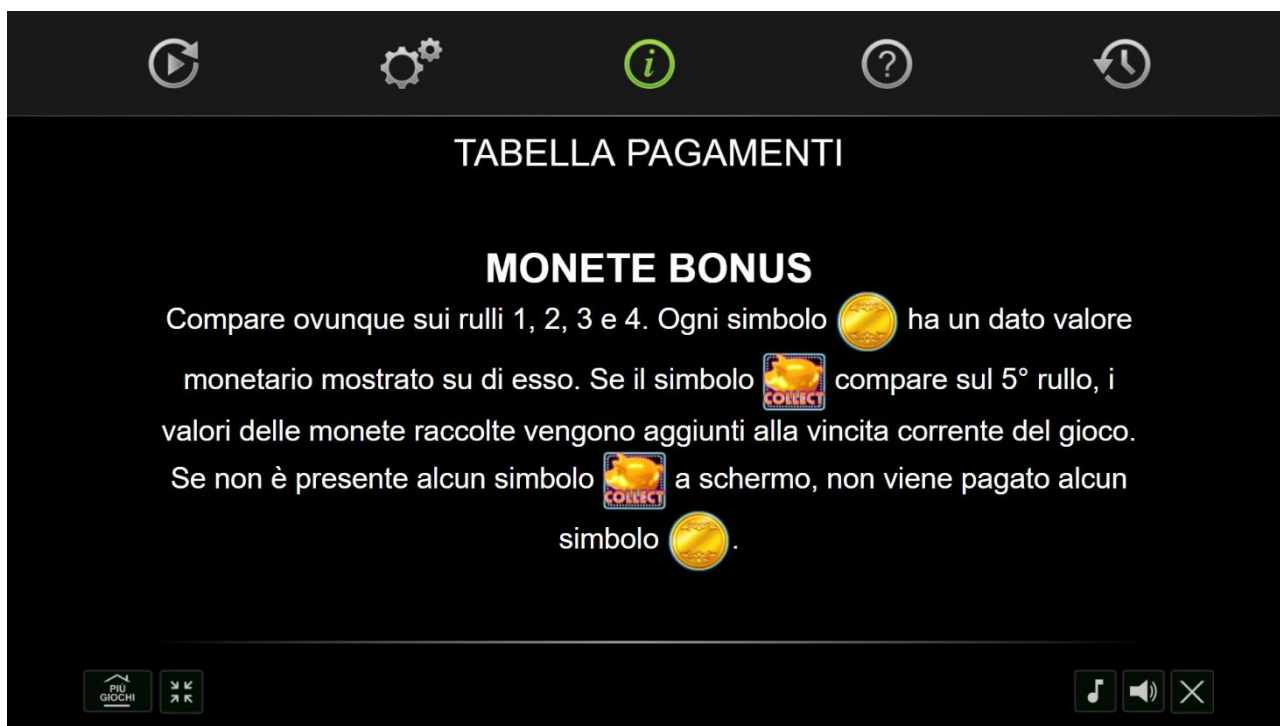 TABELLA PAGAMENTI
MONETE BONUS
Compare ovunque sui rulli 1, 2, 3 e 4. Ogni simbolo ha un dato valore
monetario mostrato su di esso. Se il simbolo COLLECT compare sul 5° rullo, i
valori delle monete raccolte vengono aggiunti alla vincita corrente del gioco.
Se non è presente alcun simbolo COLLECT a schermo, non viene pagato alcun
simbolo .
PIÙ
GIOCHI